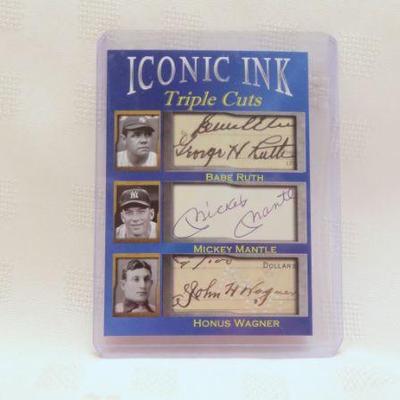 ICONIC INK
Triple Cuts
George H Ruth
BABE RUTH
Mickey Mantle
MICKEY MANTLE
DOLLARS
John H Wagner
HONUS WAGNER